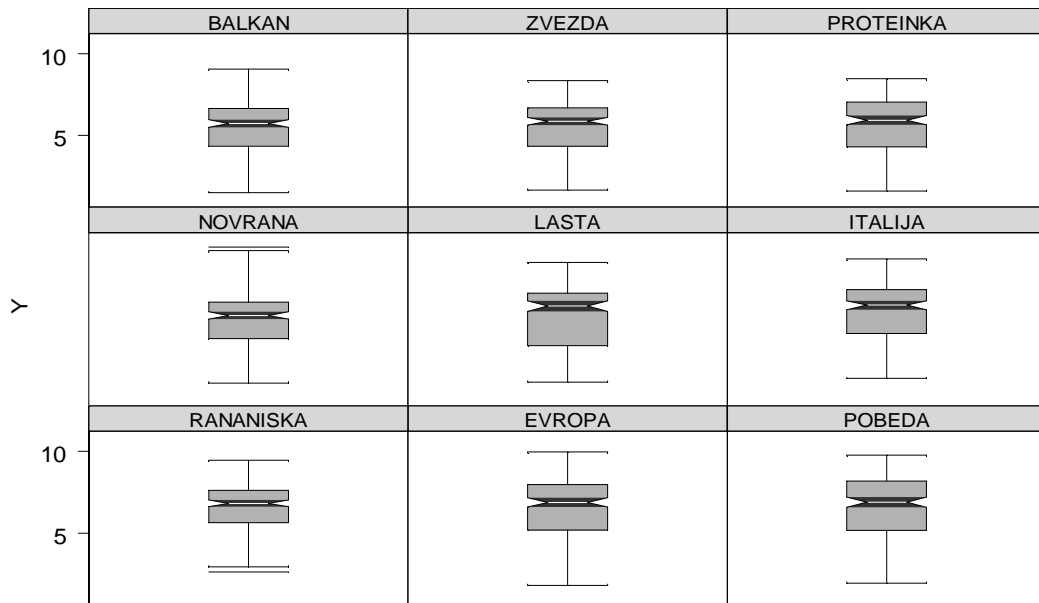 BALKAN ZVEZDA PROTEINKA
10
5
NOVRANA LASTA ITALIJA
Y
RANANISKA EVROPA POBEDA
10
5